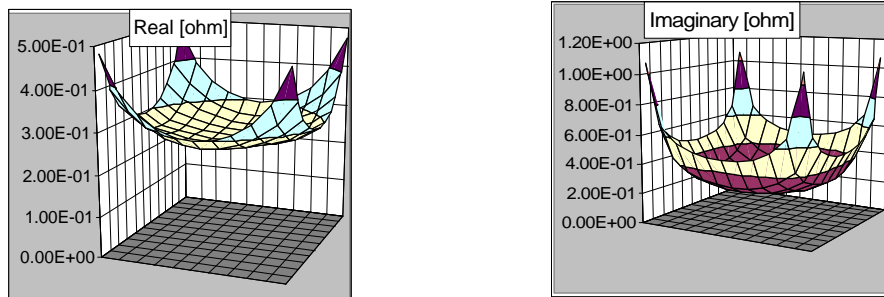 Real [ohm]
5.00E-01
4.00E-01
3.00E-01
2.00E-01
1.00E-01
0.00E+00
Imaginary [ohm]
1.20E+00
1.00E+00
8.00E-01
6.00E-01
4.00E-01
2.00E-01
0.00E+00